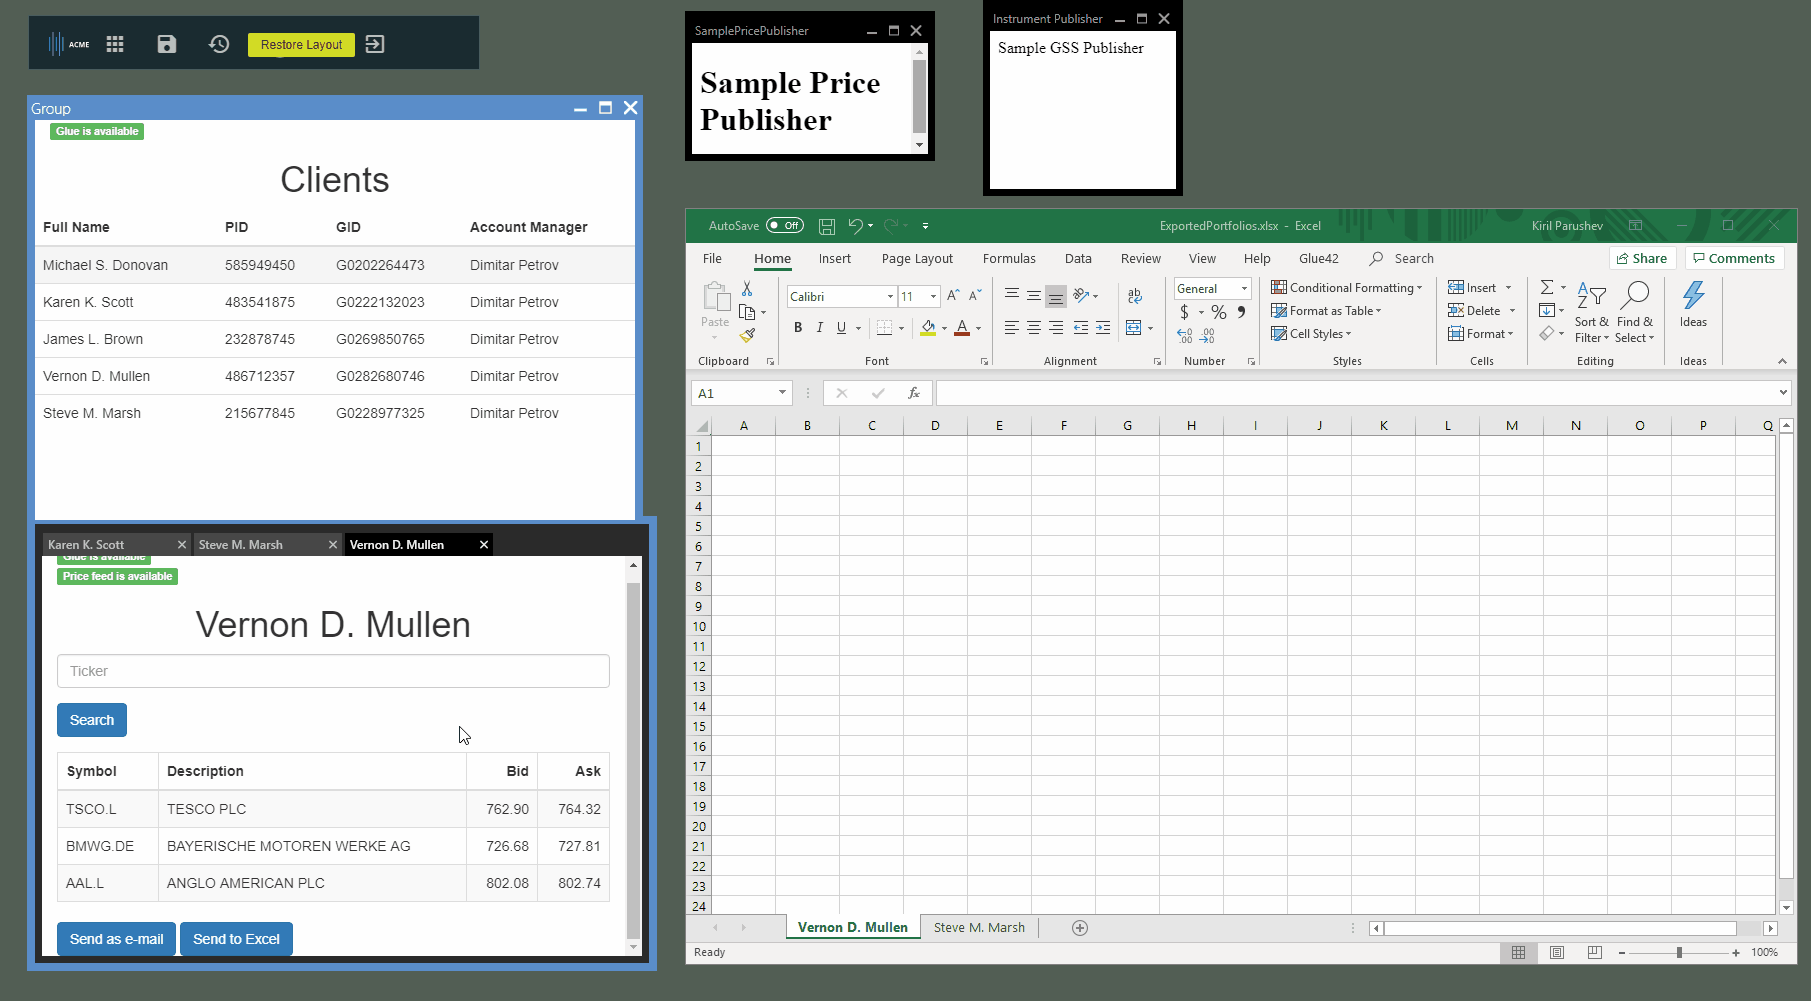 ACME
Restore Layout
Group
Glue is available
Clients
Full Name PID GID Account Manager
Michael S. Donovan 585949450 G0202264473 Dimitar Petrov
Karen K. Scott 483541875 G0222132023 Dimitar Petrov
James L. Brown 232878745 G0269850765 Dimitar Petrov
Vernon D. Mullen 486712357 G0282680746 Dimitar Petrov
Steve M. Marsh 215677845 G0228977325 Dimitar Petrov
Karen K. Scott Steve M. Marsh Vernon D. Mullen
Glue is available
Price feed is available
Vernon D. Mullen
Ticker
Search
Symbol Description Bid Ask
TSCO.L TESCO PLC 762.90 764.32
BMWG.DE BAYERISCHE MOTOREN WERKE AG 726.68 727.81
AAL.L ANGLO AMERICAN PLC 802.08 802.74
Send as e-mail Send to Excel
SamplePricePublisher
Sample Price
Publisher
Instrument Publisher
Sample GSS Publisher
AutoSave Off ExportedPortfolios.xlsx - Excel Kiril Parushev
File Home Insert Page Layout Formulas Data Review View Help Glue42 Search Share Comments
Paste
Calibri 11
B I U A
ab
General
$ % ,
Conditional Formatting
Format as Table
Cell Styles
Insert
Delete
Format
Sort &
Filter
Find &
Select
Ideas
Clipboard Font Alignment Number Styles Cells Editing Ideas
A1 fx
A B C D E F G H I J K L M N O P Q
1
2
3
4
5
6
7
8
9
10
11
12
13
14
15
16
17
18
19
20
21
22
23
24
Vernon D. Mullen Steve M. Marsh
Ready 100%